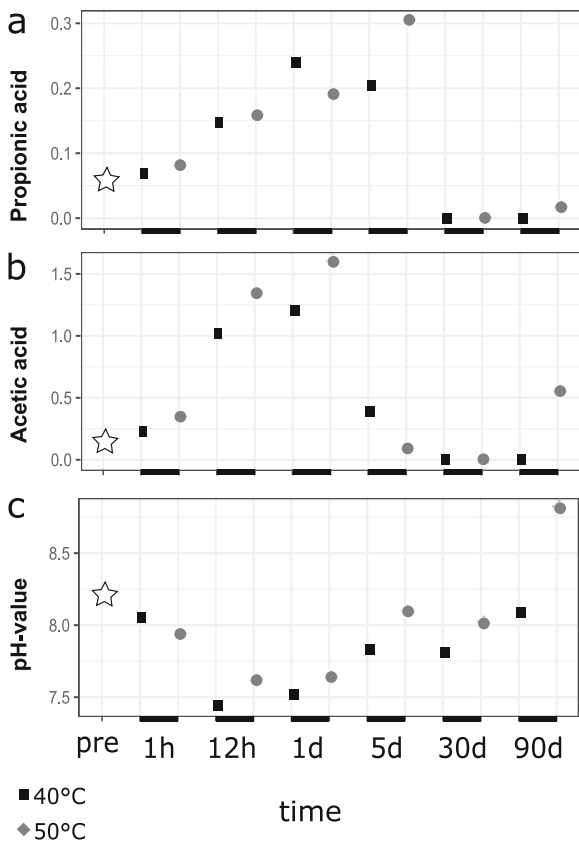 a
Propionic acid
0.3
0.2
0.1
0.0
b
Acetic acid
1.5
1.0
0.5
0.0
c
pH-value
8.5
8.0
7.5
pre 1h 12h 1d 5d 30d 90d
40°C
50°C
time